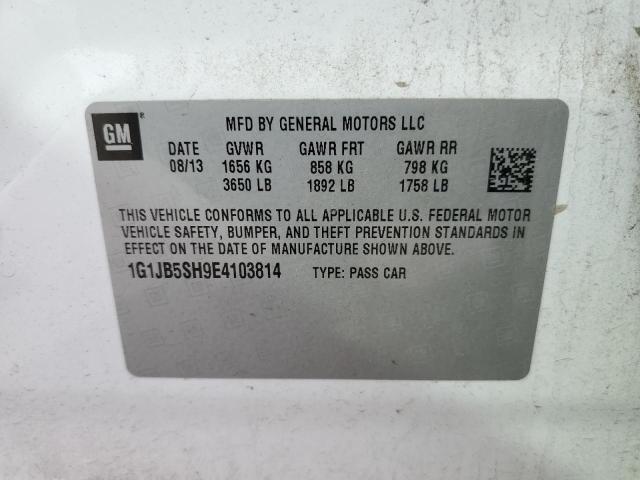 GM®
MFD BY GENERAL MOTORS LLC
DATE GVWR GAWR FRT GAWR RR
08/13 1656 KG 858 KG 798 KG
3650 LB 1892 LB 1758 LB
THIS VEHICLE CONFORMS TO ALL APPLICABLE U.S. FEDERAL MOTOR
VEHICLE SAFETY, BUMPER, AND THEFT PREVENTION STANDARDS IN
EFFECT ON THE DATE OF MANUFACTURE SHOWN ABOVE.
1G1JB5SH9E4103814 TYPE: PASS CAR